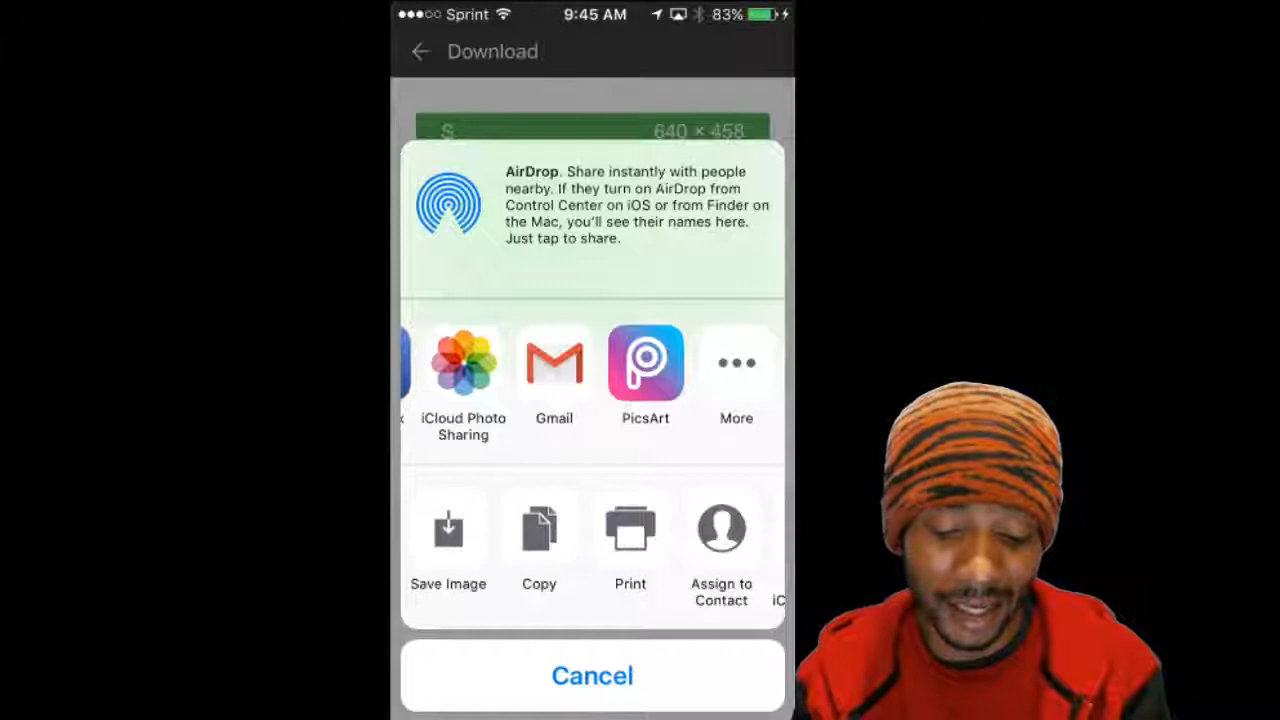 Sprint 9:45 AM 83%
Download
S 640 × 458
AirDrop. Share instantly with people
nearby. If they turn on AirDrop from
Control Center on iOS or from Finder on
the Mac, you'll see their names here.
Just tap to share.
k iCloud Photo Sharing
Gmail
PicsArt
More
Save Image
Copy
Print
Assign to
Contact
iC
Cancel